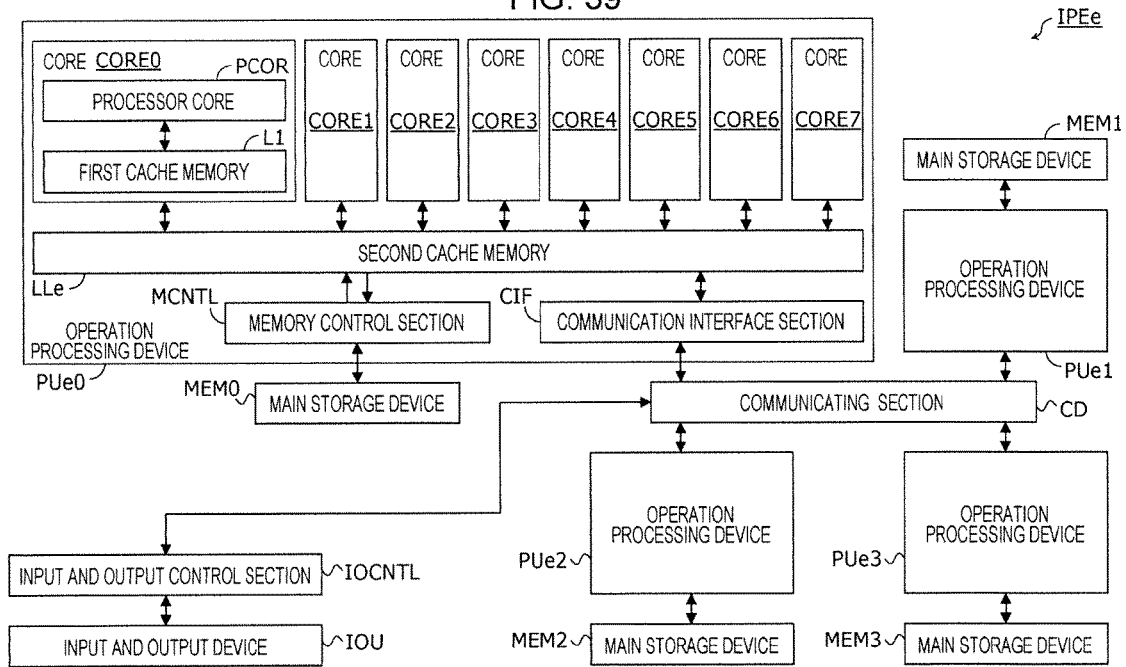 FIG. 39
IPEe
CORE CORE0
PCOR
PROCESSOR CORE
L1
FIRST CACHE MEMORY
CORE
CORE1
CORE
CORE2
CORE
CORE3
CORE
CORE4
CORE
CORE5
CORE
CORE6
CORE
CORE7
MEM1
MAIN STORAGE DEVICE
SECOND CACHE MEMORY
LLe
OPERATION
PROCESSING DEVICE
PUe1
MCNTL
MEMORY CONTROL SECTION
CIF
COMMUNICATION INTERFACE SECTION
OPERATION
PROCESSING DEVICE
PUe0
MEM0
MAIN STORAGE DEVICE
COMMUNICATING SECTION
CD
OPERATION
PROCESSING DEVICE
PUe2
OPERATION
PROCESSING DEVICE
PUe3
INPUT AND OUTPUT CONTROL SECTION
IOCNTL
INPUT AND OUTPUT DEVICE
IOU
MEM2
MAIN STORAGE DEVICE
MEM3
MAIN STORAGE DEVICE